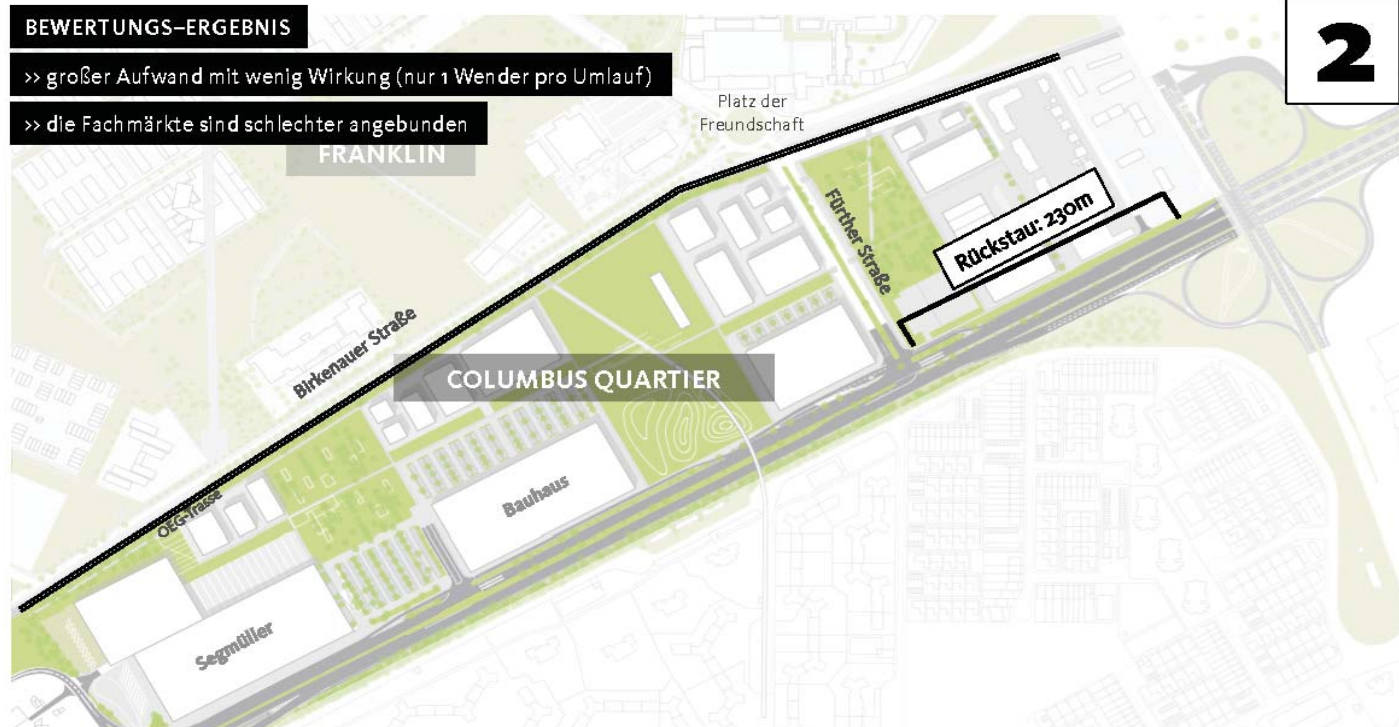 BEWERTUNGS–ERGEBNIS
>> großer Aufwand mit wenig Wirkung (nur 1 Wender pro Umlauf)
>> die Fachmärkte sind schlechter angebunden
2
Platz der
Freundschaft
FRANKLIN
Fürther Straße
Rückstau: 230m
Birkenauer Straße
COLUMBUS QUARTIER
Bauhaus
OEG-Trasse
Segmüller